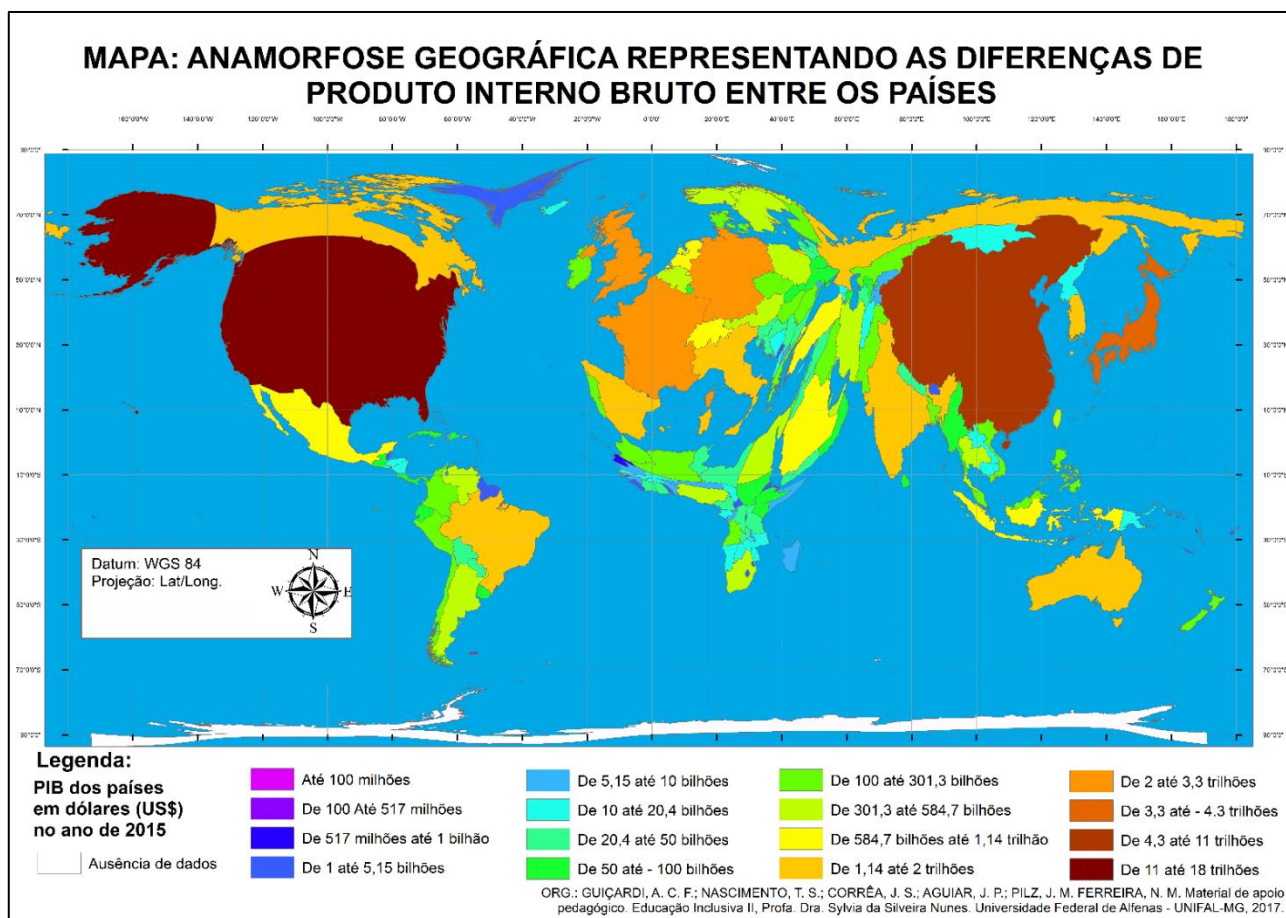 MAPA: ANAMORFOSE GEOGRÁFICA REPRESENTANDO AS DIFERENÇAS DE
PRODUTO INTERNO BRUTO ENTRE OS PAÍSES
Datum: WGS 84
Projeção: Lat/Long.
N
W
E
S
Legenda:
PIB dos países
em dólares (US$)
no ano de 2015
Ausência de dados
Até 100 milhões
De 100 Até 517 milhões
De 517 milhões até 1 bilhão
De 1 até 5,15 bilhões
De 5,15 até 10 bilhões
De 10 até 20,4 bilhões
De 20,4 até 50 bilhões
De 50 até - 100 bilhões
De 100 até 301,3 bilhões
De 301,3 até 584,7 bilhões
De 584,7 bilhões até 1,14 trilhão
De 1,14 até 2 trilhões
De 2 até 3,3 trilhões
De 3,3 até - 4.3 trilhões
De 4,3 até 11 trilhões
De 11 até 18 trilhões
ORG.: GUIÇARDI, A. C. F.; NASCIMENTO, T. S.; CORRÊA, J. S.; AGUIAR, J. P.; PILZ, J. M. FERREIRA, N. M. Material de apoio
pedagógico. Educação Inclusiva II, Profa. Dra. Sylvia da Silveira Nunes. Universidade Federal de Alfenas - UNIFAL-MG, 2017.